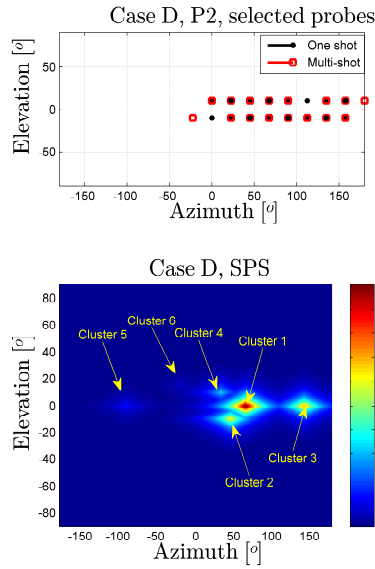 Case D, P2, selected probes
One shot
Multi-shot
50
0
-50
Elevation [°]
-150 -100 -50 0 50 100 150
Azimuth [°]
Case D, SPS
80
60
40
20
0
-20
-40
-60
-80
Elevation [°]
Cluster 6
Cluster 5
Cluster 4
Cluster 1
Cluster 3
Cluster 2
-150 -100 -50 0 50 100 150
Azimuth [°]